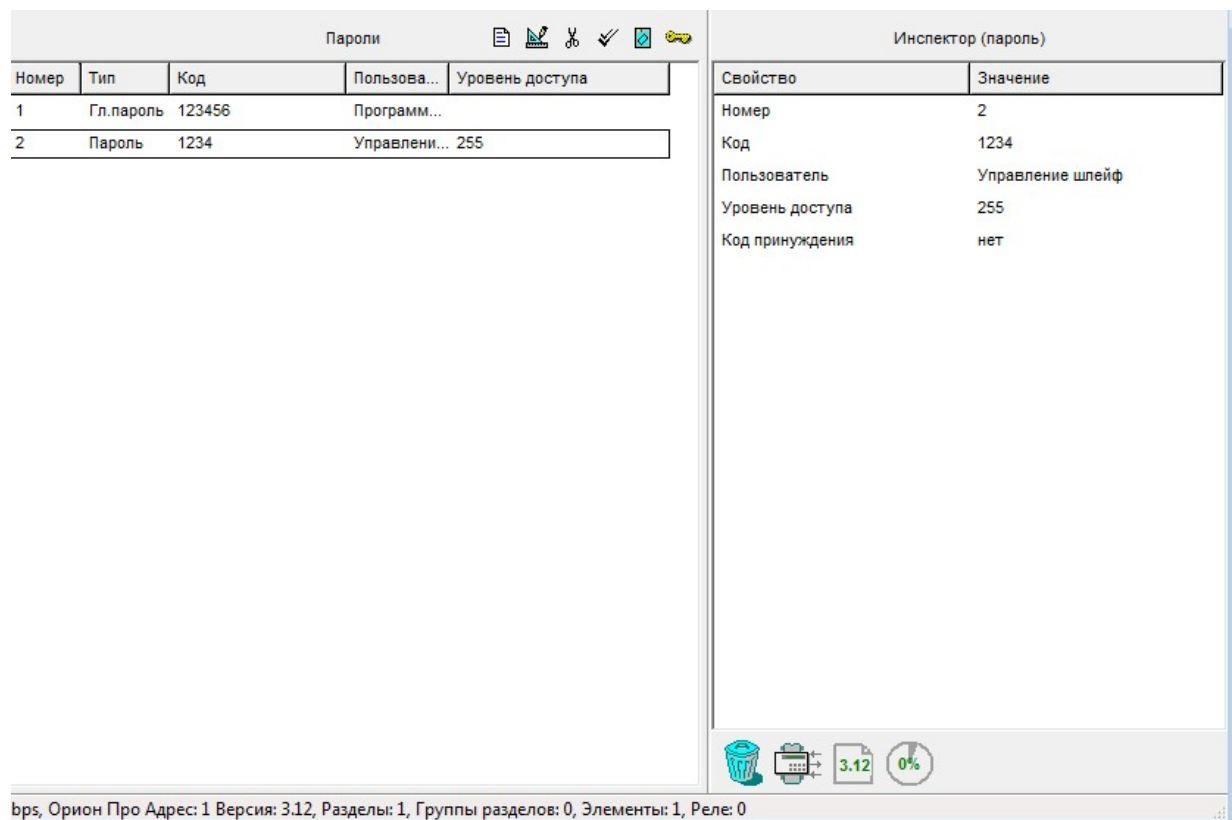 Пароли
Номер Тип Код Пользова... Уровень доступа
1 Гл.пароль 123456 Программ...
2 Пароль 1234 Управлени... 255
Инспектор (пароль)
Свойство Значение
Номер 2
Код 1234
Пользователь Управление шлейф
Уровень доступа 255
Код принуждения нет
3.12 0%
bps, Орион Про Адрес: 1 Версия: 3.12, Разделы: 1, Группы разделов: 0, Элементы: 1, Реле: 0